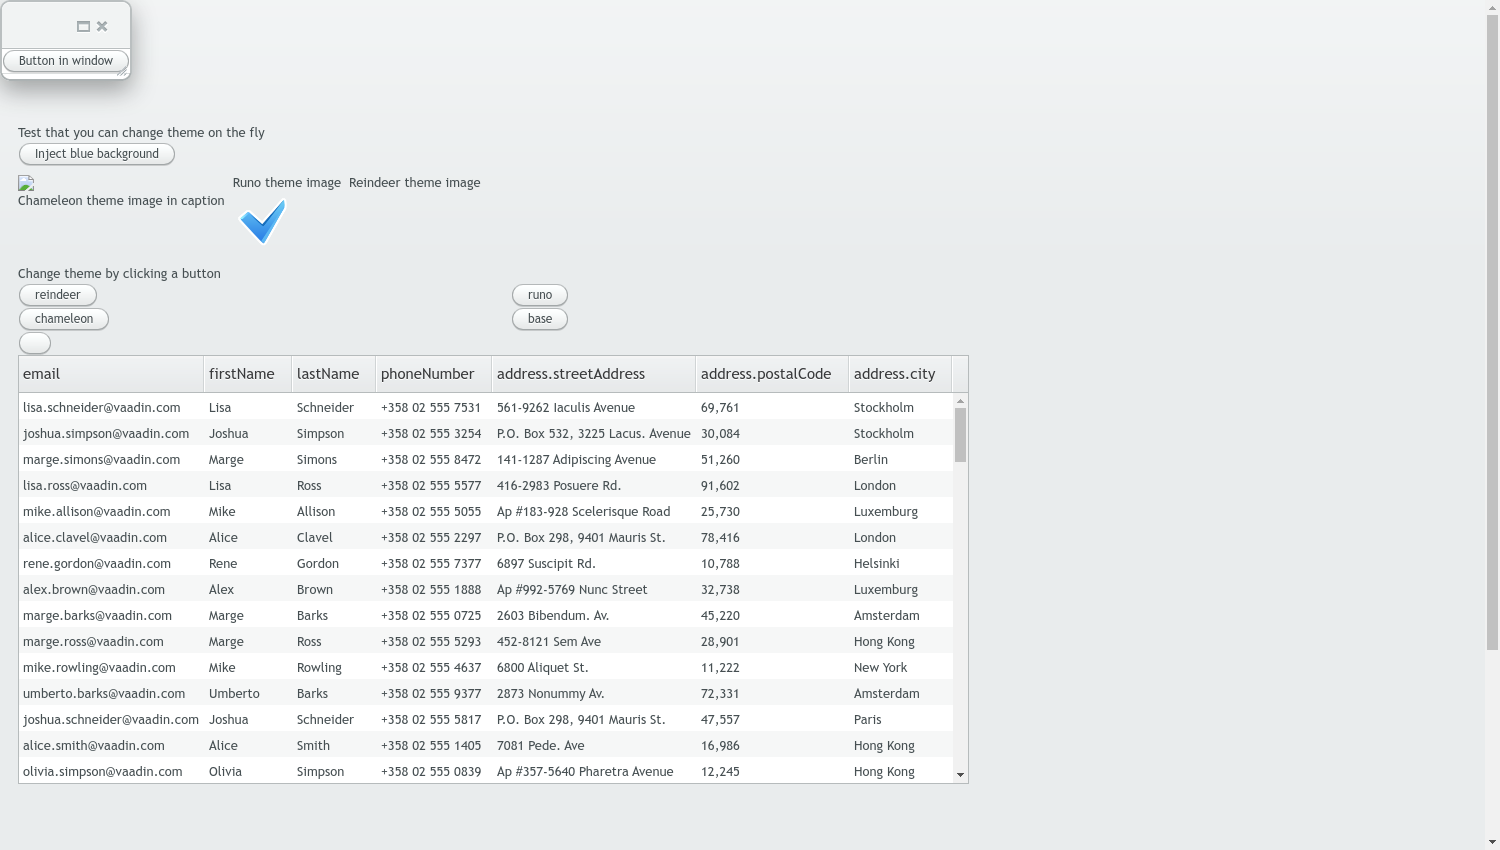 Button in window
Test that you can change theme on the fly
Inject blue background
Runo theme image Reindeer theme image
Chameleon theme image in caption
Change theme by clicking a button
reindeer runo
chameleon base
email firstName lastName phoneNumber address.streetAddress address.postalCode address.city
lisa.schneider@vaadin.com Lisa Schneider +358 02 555 7531 561-9262 Iaculis Avenue 69,761 Stockholm
joshua.simpson@vaadin.com Joshua Simpson +358 02 555 3254 P.O. Box 532, 3225 Lacus. Avenue 30,084 Stockholm
marge.simons@vaadin.com Marge Simons +358 02 555 8472 141-1287 Adipiscing Avenue 51,260 Berlin
lisa.ross@vaadin.com Lisa Ross +358 02 555 5577 416-2983 Posuere Rd. 91,602 London
mike.allison@vaadin.com Mike Allison +358 02 555 5055 Ap #183-928 Scelerisque Road 25,730 Luxemburg
alice.clavel@vaadin.com Alice Clavel +358 02 555 2297 P.O. Box 298, 9401 Mauris St. 78,416 London
rene.gordon@vaadin.com Rene Gordon +358 02 555 7377 6897 Suscipit Rd. 10,788 Helsinki
alex.brown@vaadin.com Alex Brown +358 02 555 1888 Ap #992-5769 Nunc Street 32,738 Luxemburg
marge.barks@vaadin.com Marge Barks +358 02 555 0725 2603 Bibendum. Av. 45,220 Amsterdam
marge.ross@vaadin.com Marge Ross +358 02 555 5293 452-8121 Sem Ave 28,901 Hong Kong
mike.rowling@vaadin.com Mike Rowling +358 02 555 4637 6800 Aliquet St. 11,222 New York
umberto.barks@vaadin.com Umberto Barks +358 02 555 9377 2873 Nonummy Av. 72,331 Amsterdam
joshua.schneider@vaadin.com Joshua Schneider +358 02 555 5817 P.O. Box 298, 9401 Mauris St. 47,557 Paris
alice.smith@vaadin.com Alice Smith +358 02 555 1405 7081 Pede. Ave 16,986 Hong Kong
olivia.simpson@vaadin.com Olivia Simpson +358 02 555 0839 Ap #357-5640 Pharetra Avenue 12,245 Hong Kong